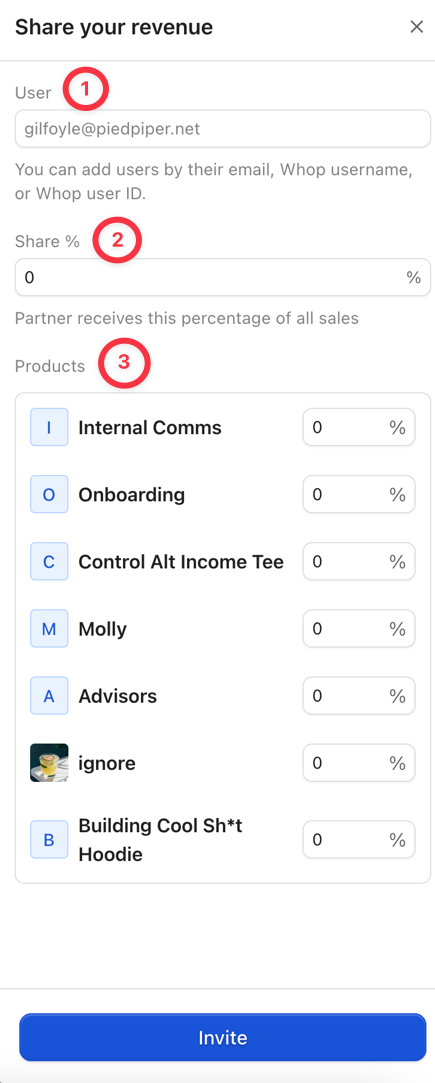 Share your revenue
User 1
gilfoyle@piedpiper.net
You can add users by their email, Whop username,
or Whop user ID.
Share % 2
0 %
Partner receives this percentage of all sales
Products 3
I Internal Comms 0 %
O Onboarding 0 %
C Control Alt Income Tee 0 %
M Molly 0 %
A Advisors 0 %
ignore 0 %
B Building Cool Sh*t
Hoodie 0 %
Invite